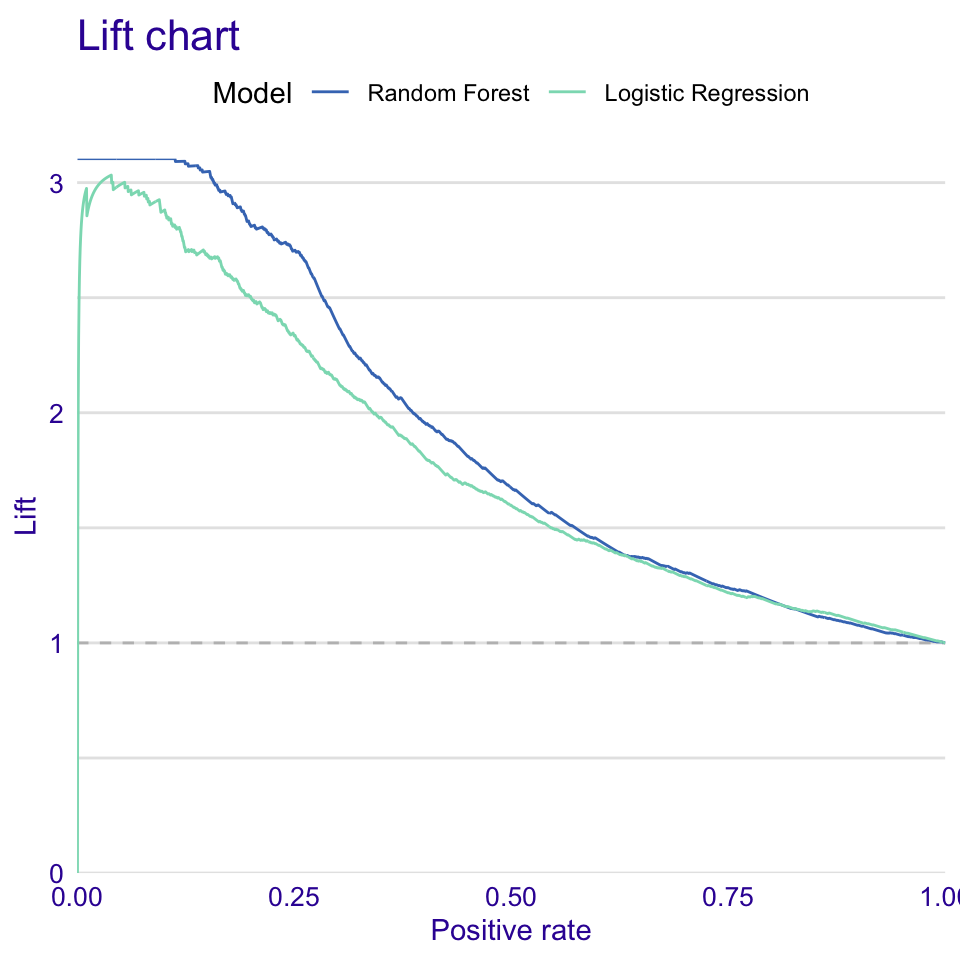 Lift chart
Model Random Forest Logistic Regression
3
2
Lift
1
0
0.00 0.25 0.50 0.75 1.0
Positive rate